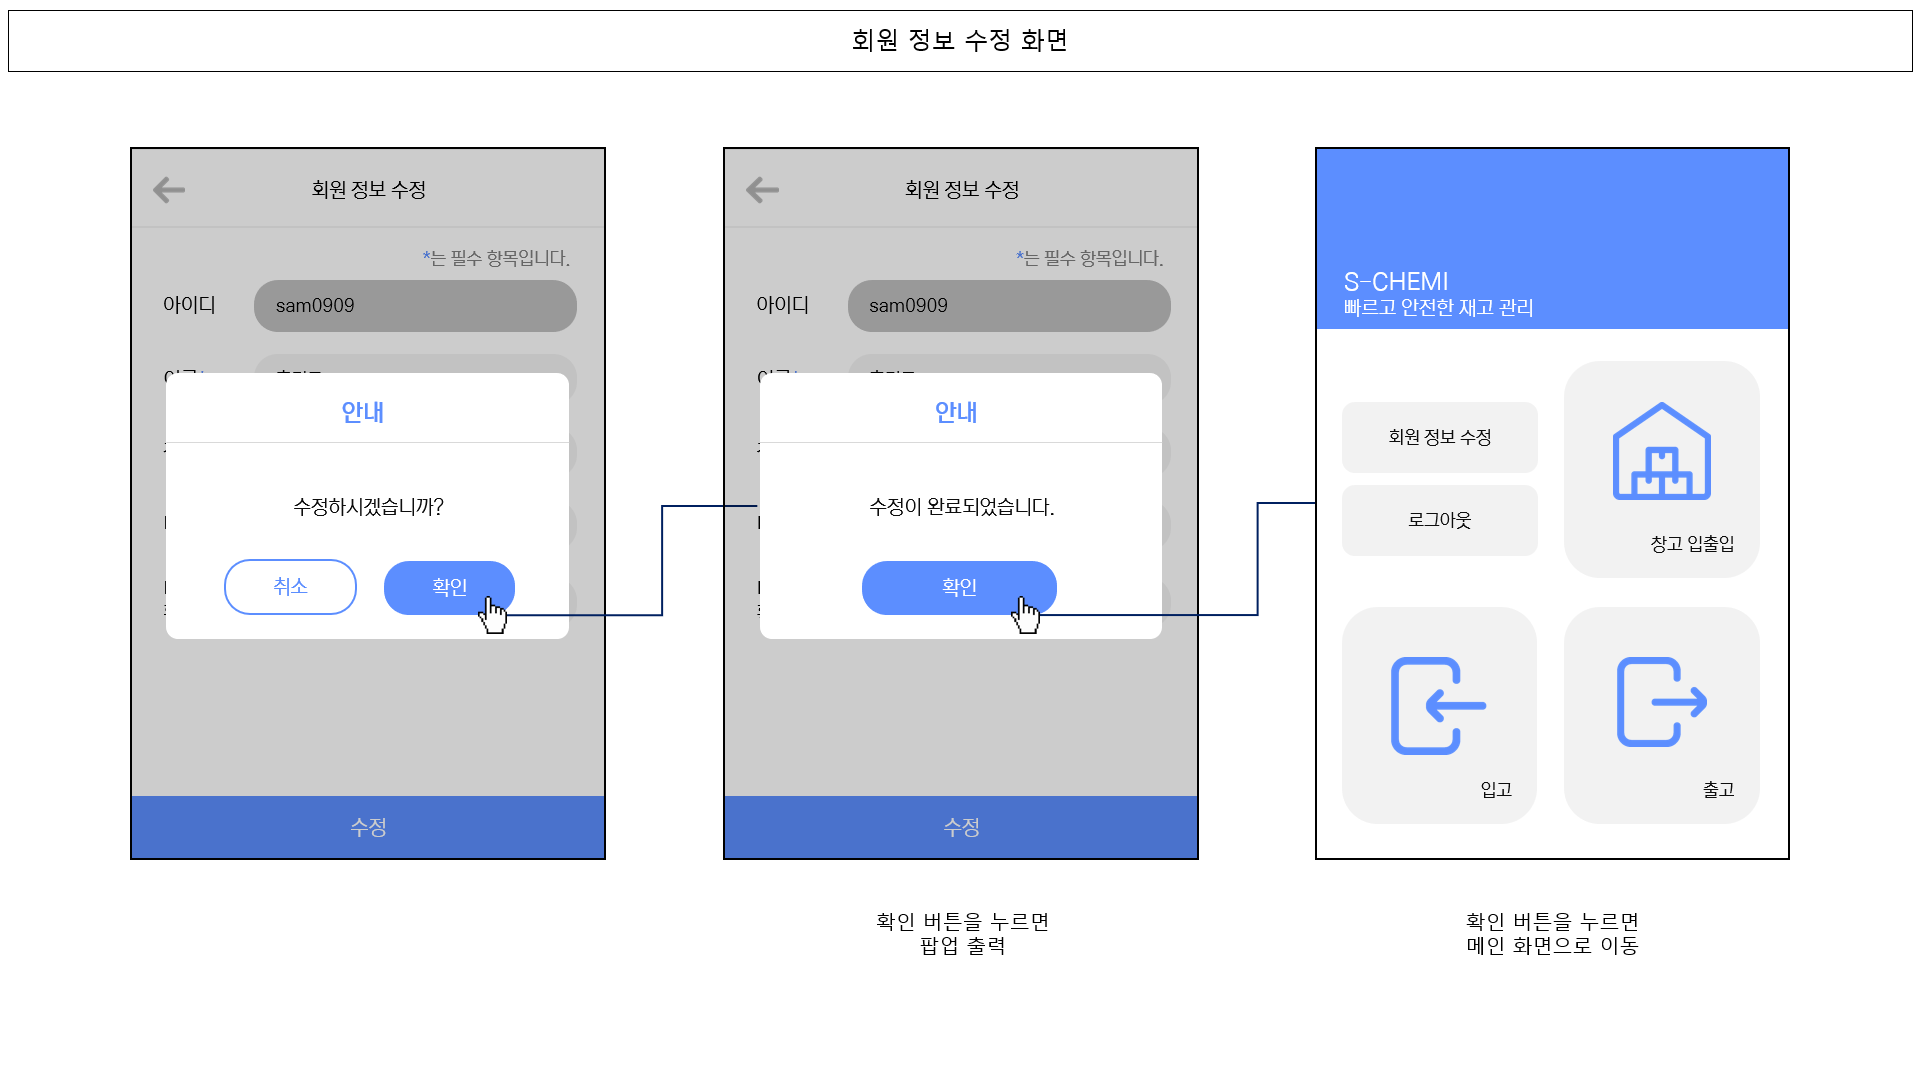 회원 정보 수정 화면
회원 정보 수정
*는 필수 항목입니다.
아이디
sam0909
안내
수정하시겠습니까?
취소
확인
수정
회원 정보 수정
*는 필수 항목입니다.
아이디
sam0909
안내
수정이 완료되었습니다.
확인
수정
확인 버튼을 누르면
팝업 출력
S-CHEMI
빠르고 안전한 재고 관리
회원 정보 수정
로그아웃
창고 입출입
입고
출고
확인 버튼을 누르면
메인 화면으로 이동